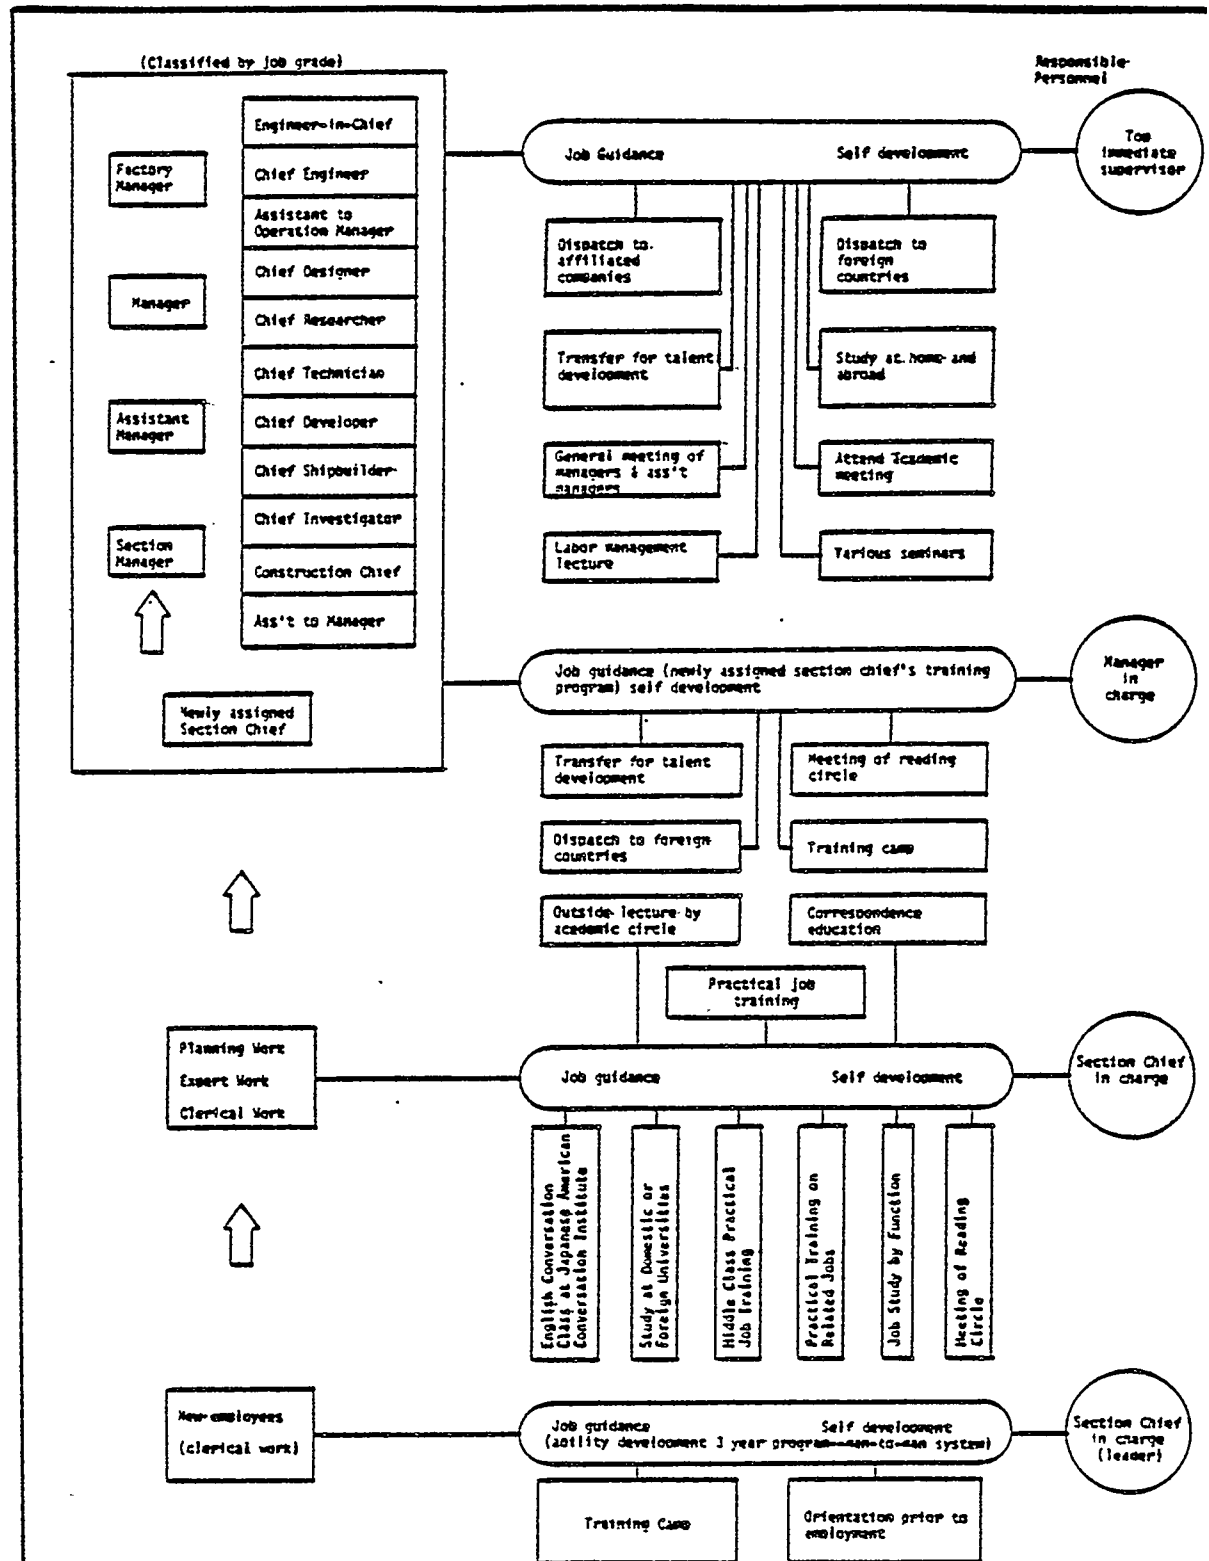 (Classified by job grade)
Responsible
Personnel
Engineer-in-Chief
Chief Engineer
Assistant to
Operation Manager
Chief Designer
Chief Researcher
Chief Technician
Chief Developer
Chief Shipbuilder
Chief Investigator
Construction Chief
Ass't to Manager
Factory
Manager
Manager
Assistant
Manager
Section
Manager
Newly assigned
Section Chief
Job Guidance Self development
Top
immediate
supervisor
Dispatch to
affiliated
companies
Dispatch to
foreign
countries
Transfer for talent
development
Study at home and
abroad
General meeting of
managers & ass't
managers
Attend Academic
meeting
Labor management
lecture
Various seminars
Job guidance (newly assigned section chief's training
program) self development
Manager
in
charge
Transfer for talent
development
Meeting of reading
circle
Dispatch to foreign
countries
Training camp
Outside lecture by
academic circle
Correspondence
education
Practical job
training
Planning Work
Expert Work
Clerical Work
Job guidance Self development
Section Chief
in charge
English Conversation
Class at Japanese American
Conversation Institute
Study at Domestic or
Foreign Universities
Middle Class Practical
Job Training
Practical Training on
Related Jobs
Job Study by Function
Meeting of Reading
Circle
New employees
(clerical work)
Job guidance Self development
(ability development 3 year program--man-to-man system)
Section Chief
in charge
(leader)
Training Camp
Orientation prior to
employment